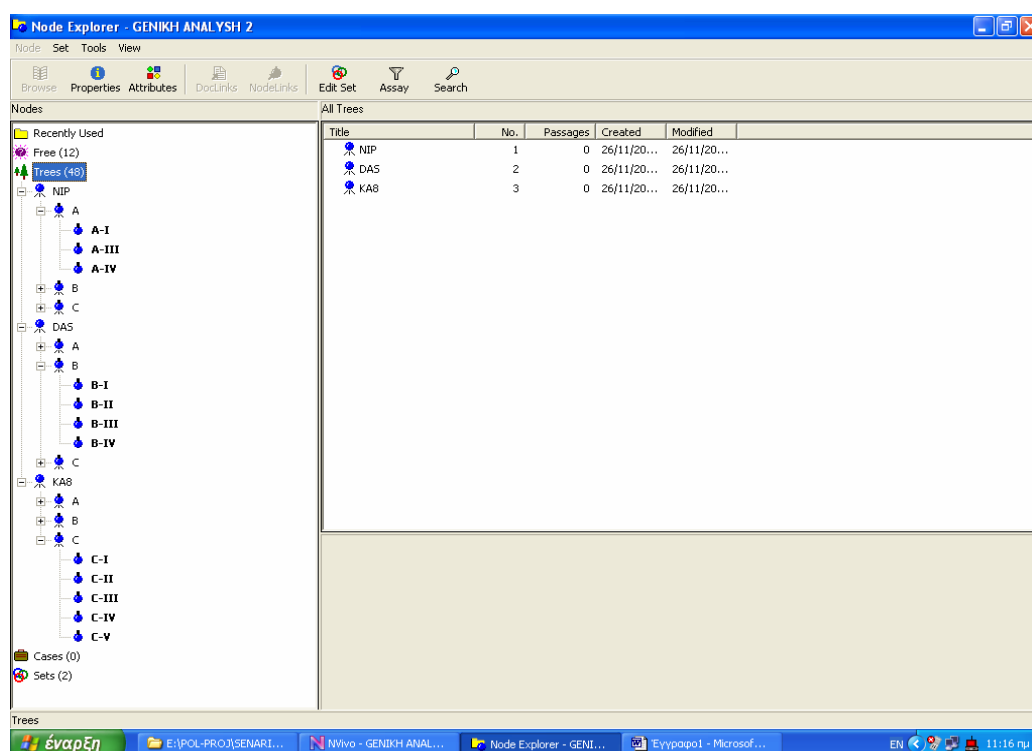 Node Explorer - GENIKH ANALYSH 2
Node Set Tools View
Browse Properties Attributes DocLinks NodeLinks Edit Set Assay Search
Nodes
All Trees
Recently Used
Free (12)
Trees (48)
NIP
A
A-I
A-III
A-IV
B
C
DAS
A
B
B-I
B-II
B-III
B-IV
C
KA8
A
B
C
C-I
C-II
C-III
C-IV
C-V
Cases (0)
Sets (2)
Title No. Passages Created Modified
NIP 1 0 26/11/20... 26/11/20...
DAS 2 0 26/11/20... 26/11/20...
KA8 3 0 26/11/20... 26/11/20...
Trees
έναρξη E:\POL-PROJ\SENARI... NVivo - GENIKH ANAL... Node Explorer - GENI... Έγγραφο1 - Microsof... EN 11:16 πμ